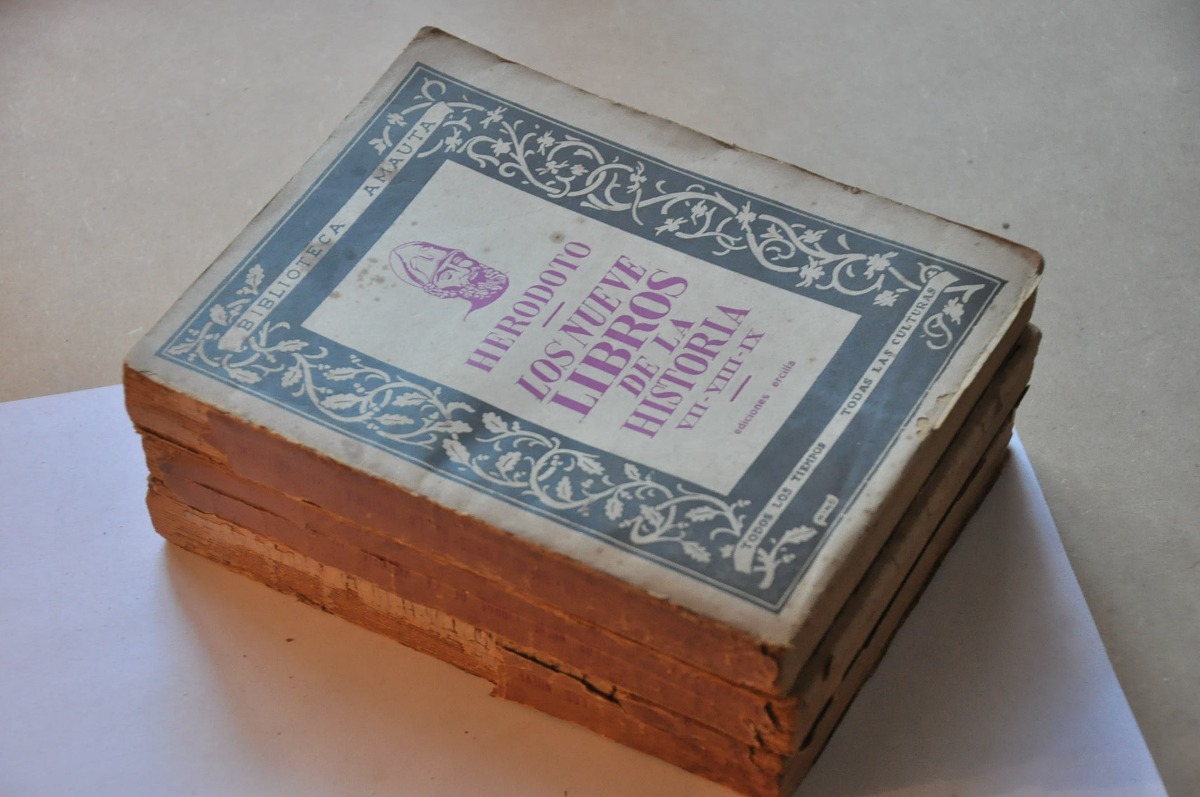 BIBLIOTECA AMAUTA
HERODOTO
LOS NUEVE
LIBROS
DE LA
HISTORIA
VII-VIII-IX
ediciones ercilla
TODOS LOS TIEMPOS TODAS LAS CULTURAS